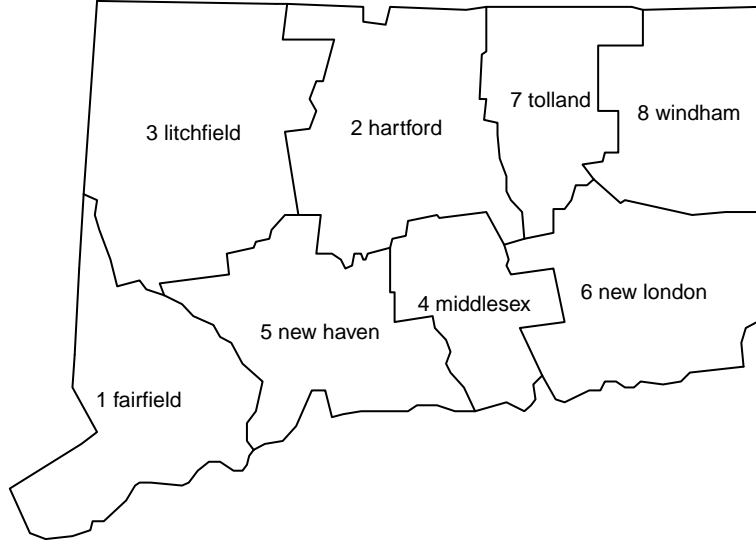 7 tolland
8 windham
3 litchfield
2 hartford
6 new london
4 middlesex
5 new haven
1 fairfield